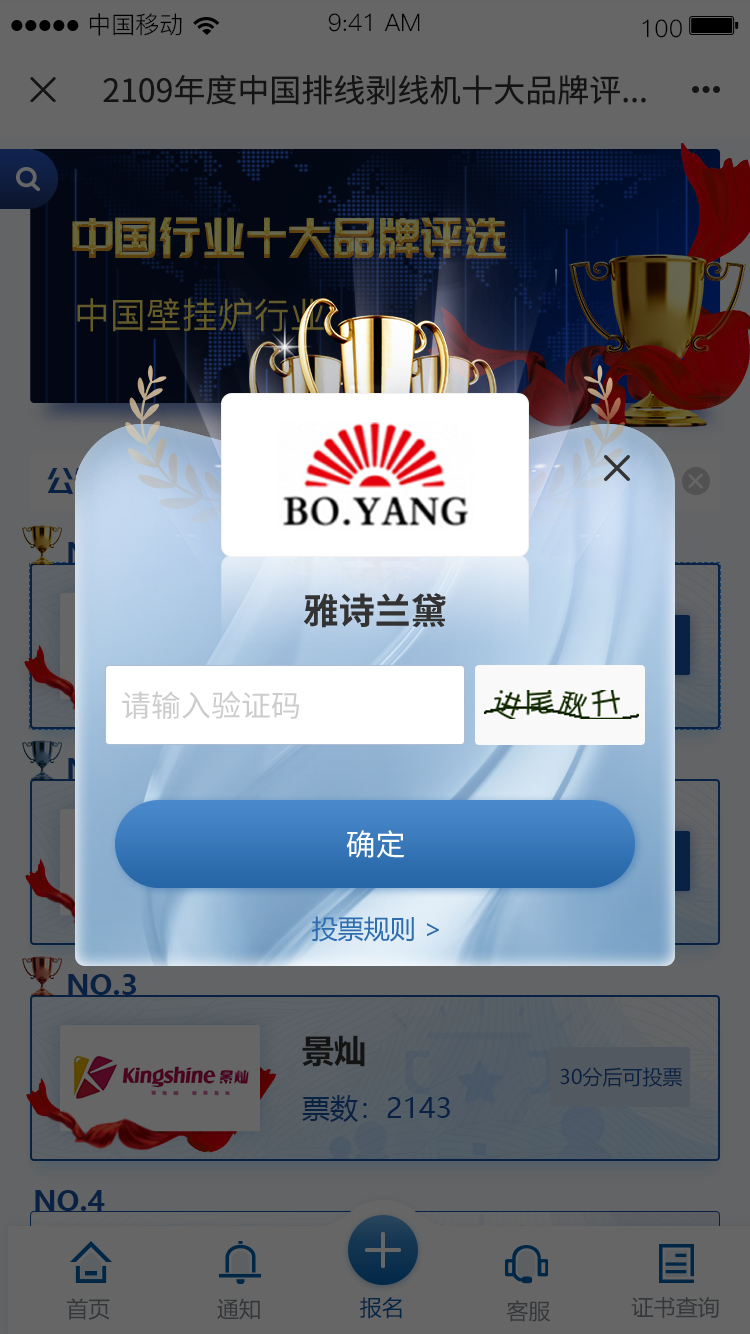 中国移动 9:41 AM 100
2109年度中国排线剥线机十大品牌评...
中国行业十大品牌评选
中国壁挂炉行业
公
BO.YANG
雅诗兰黛
请输入验证码
进尾秋升
确定
投票规则 >
NO.3
Kingshine 景灿
景灿
票数：2143
30分后可投票
NO.4
首页 通知 报名 客服 证书查询